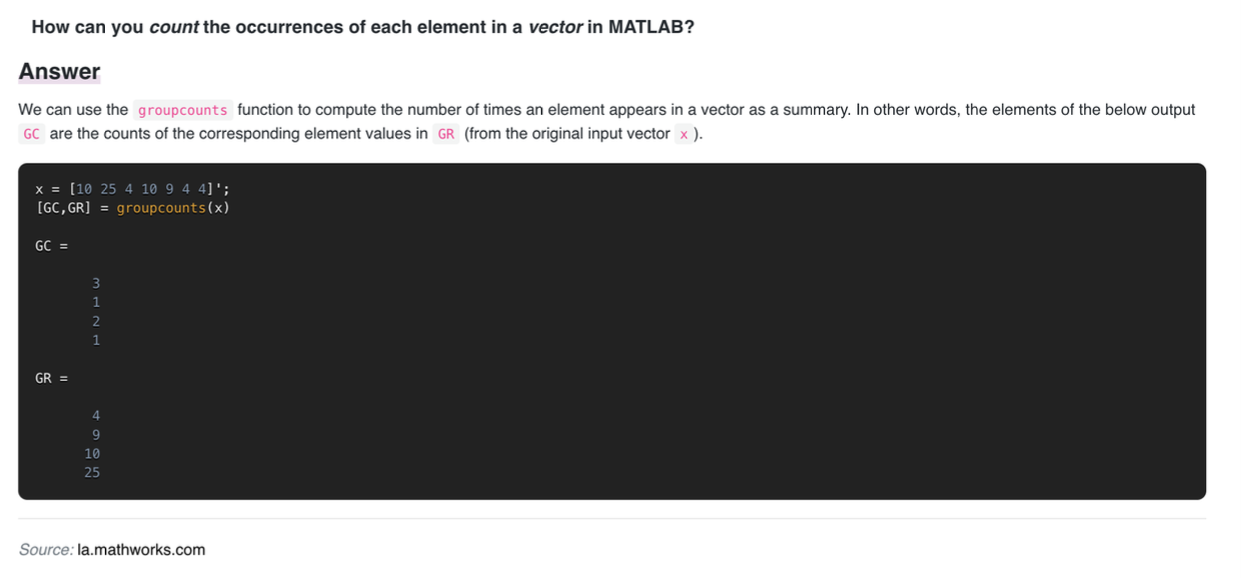 How can you count the occurrences of each element in a vector in MATLAB?
Answer
We can use the groupcounts function to compute the number of times an element appears in a vector as a summary. In other words, the elements of the below output
GC are the counts of the corresponding element values in GR (from the original input vector x ).
x = [10 25 4 10 9 4 4]';
[GC,GR] = groupcounts(x)
GC =
3
1
2
1
GR =
4
9
10
25
Source: la.mathworks.com